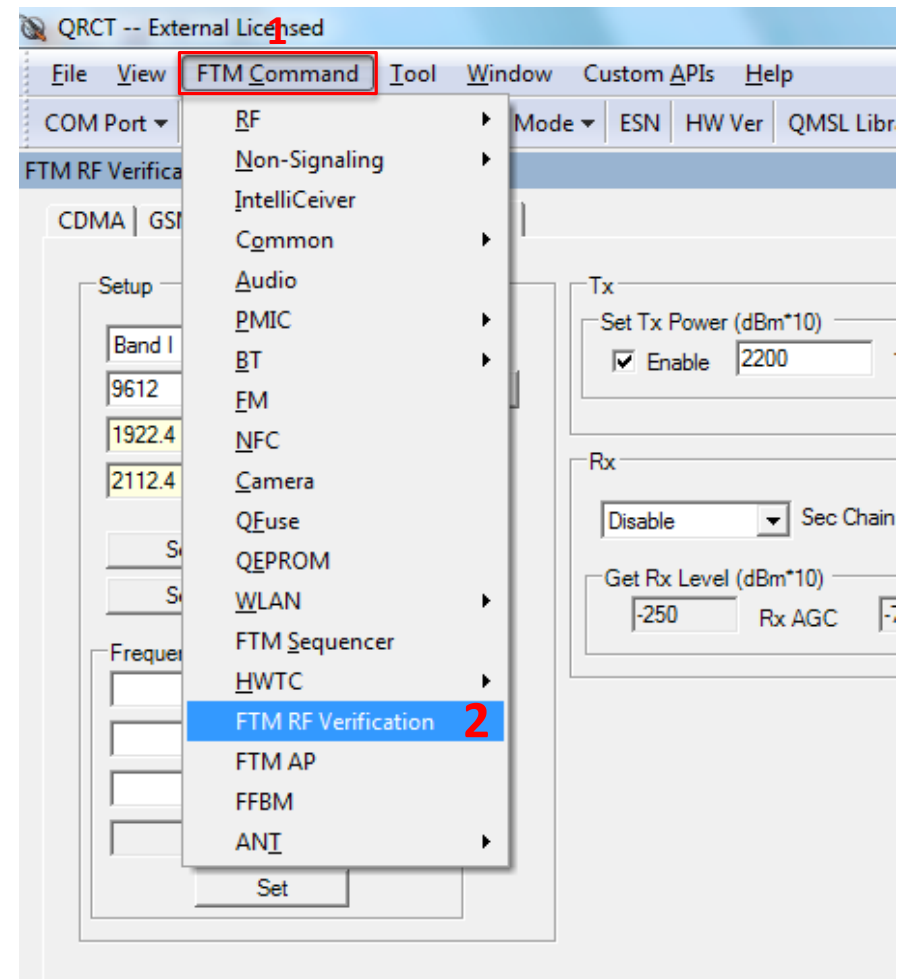 QRCT -- External Licensed
1
File View FTM Command Tool Window Custom APIs Help
COM Port Mode ESN HW Ver QMSL
FTM RF
CDMA
RF
Non-Signaling
IntelliCeiver
Common
Audio
PMIC
BT
FM
NFC
Camera
QFuse
QEPROM
WLAN
FTM Sequencer
HWTC
FTM RF Verification 2
FTM AP
FFBM
ANT
Setup
Band I
9612
1922.4
2112.4
Set
Tx
Set Tx Power (dBm*10)
Enable 2200
Rx
Disable Sec Chain
Get Rx Level (dBm*10)
-250 Rx AGC